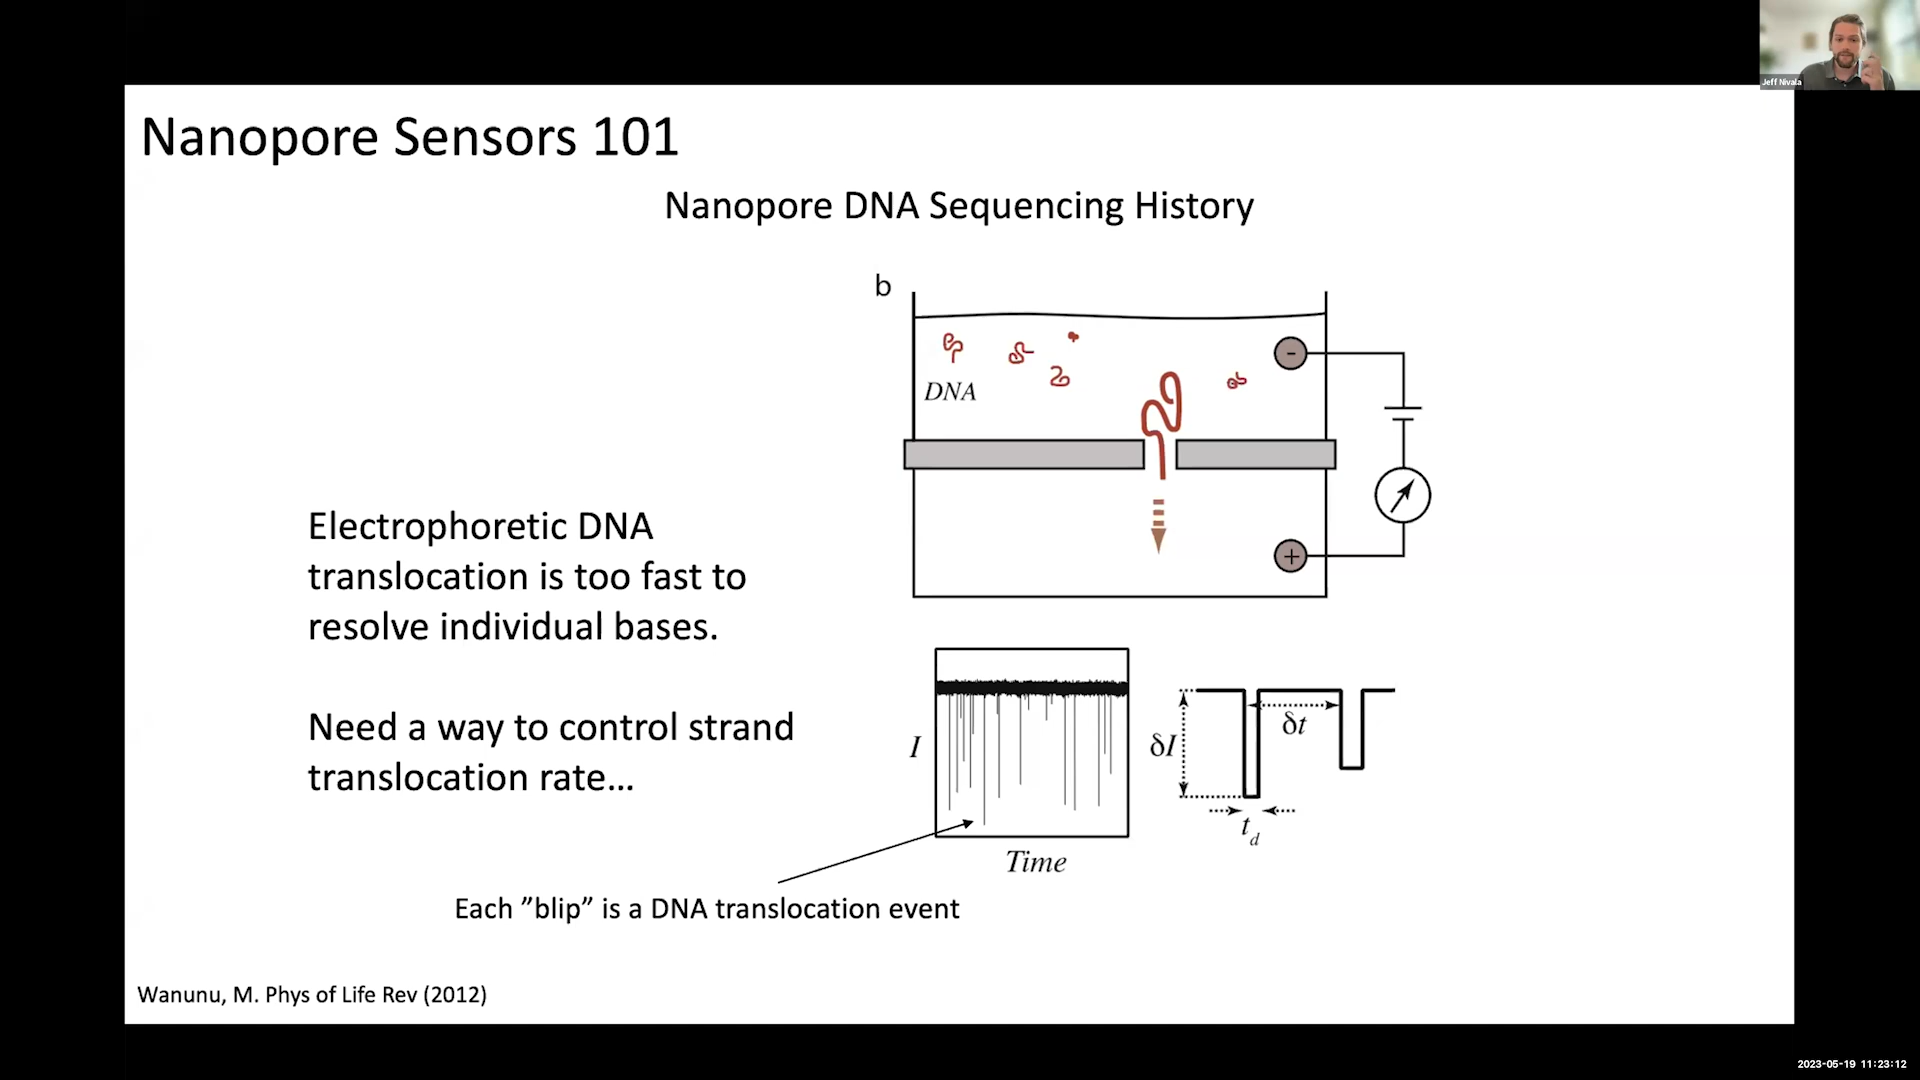 Jeff Nivala
Nanopore Sensors 101
Nanopore DNA Sequencing History
b
DNA
-
+
Electrophoretic DNA
translocation is too fast to
resolve individual bases.
Need a way to control strand
translocation rate…
I
Time
δI
δt
td
Each ”blip” is a DNA translocation event
Wanunu, M. Phys of Life Rev (2012)
2023-05-19 11:23:12